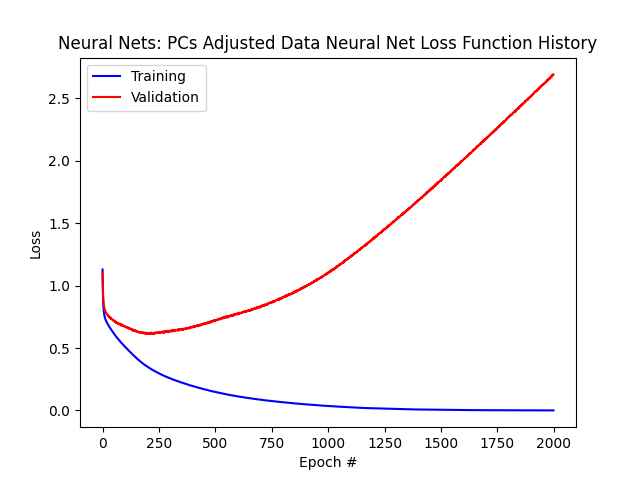 Neural Nets: PCs Adjusted Data Neural Net Loss Function History
Training
Validation
2.5
2.0
1.5
1.0
0.5
0.0
Loss
0 250 500 750 1000 1250 1500 1750 2000
Epoch #